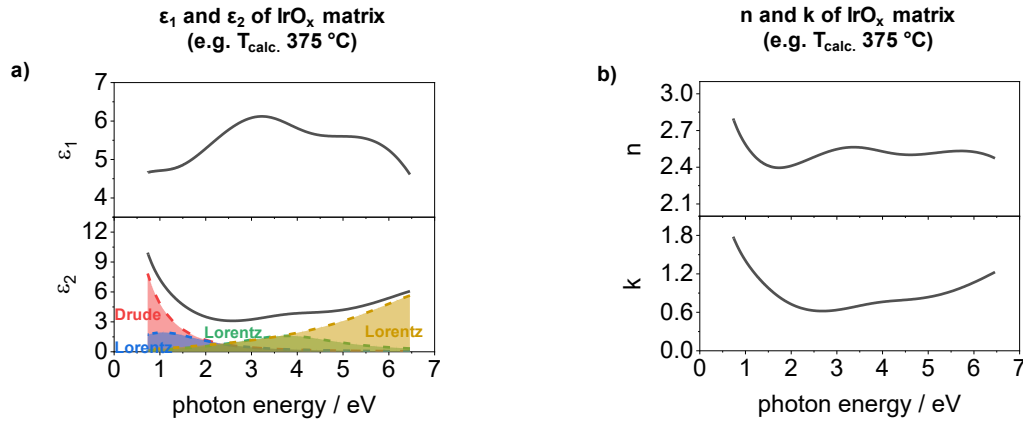 ε₁ and ε₂ of IrOₓ matrix
(e.g. T_calc. 375 °C)
a)
7
6
5
4
ε₁
12
9
6
3
0
ε₂
Drude
Lorentz
Lorentz
Lorentz
0 1 2 3 4 5 6 7
photon energy / eV
n and k of IrOₓ matrix
(e.g. T_calc. 375 °C)
b)
3.0
2.7
2.4
2.1
n
1.8
1.2
0.6
0.0
k
0 1 2 3 4 5 6 7
photon energy / eV